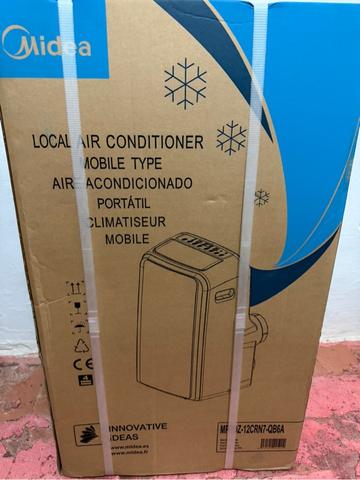 Midea
LOCAL AIR CONDITIONER
MOBILE TYPE
AIRE ACONDICIONADO
PORTÁTIL
CLIMATISEUR
MOBILE
CE
INNOVATIVE
IDEAS
www.midea.es
www.midea.fr